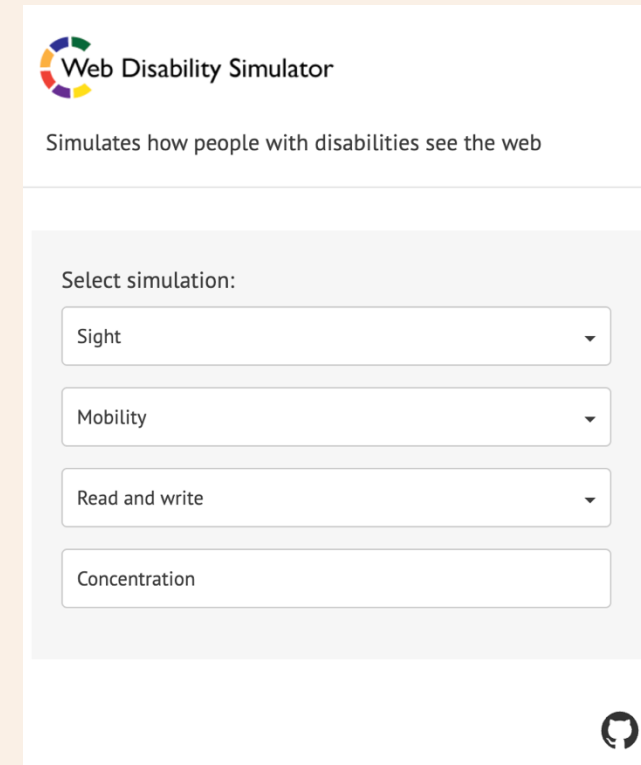 Web Disability Simulator
Simulates how people with disabilities see the web
Select simulation:
Sight
Mobility
Read and write
Concentration